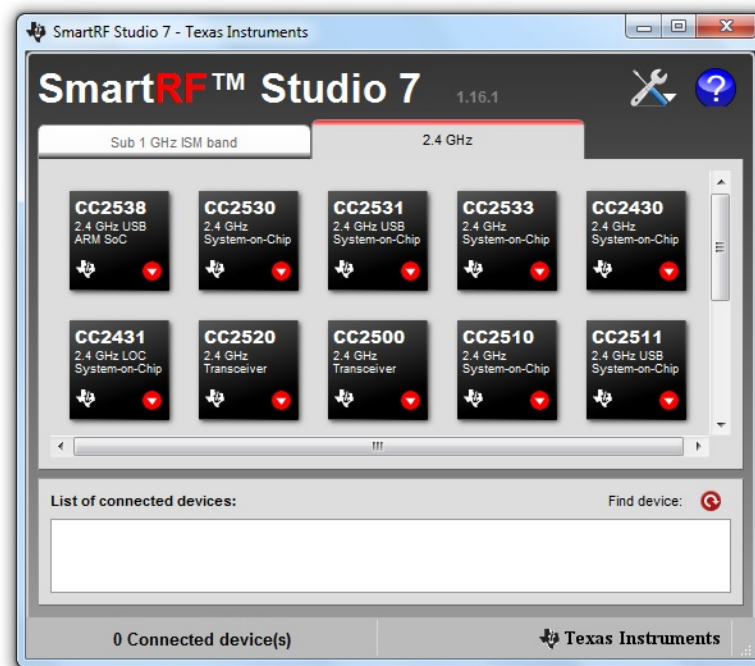 SmartRF Studio 7 - Texas Instruments
SmartRF™ Studio 7 1.16.1
Sub 1 GHz ISM band
2.4 GHz
CC2538
2.4 GHz USB
ARM SoC
CC2530
2.4 GHz
System-on-Chip
CC2531
2.4 GHz USB
System-on-Chip
CC2533
2.4 GHz
System-on-Chip
CC2430
2.4 GHz
System-on-Chip
CC2431
2.4 GHz LOC
System-on-Chip
CC2520
2.4 GHz
Transceiver
CC2500
2.4 GHz
Transceiver
CC2510
2.4 GHz
System-on-Chip
CC2511
2.4 GHz USB
System-on-Chip
List of connected devices:
Find device:
0 Connected device(s)
Texas Instruments